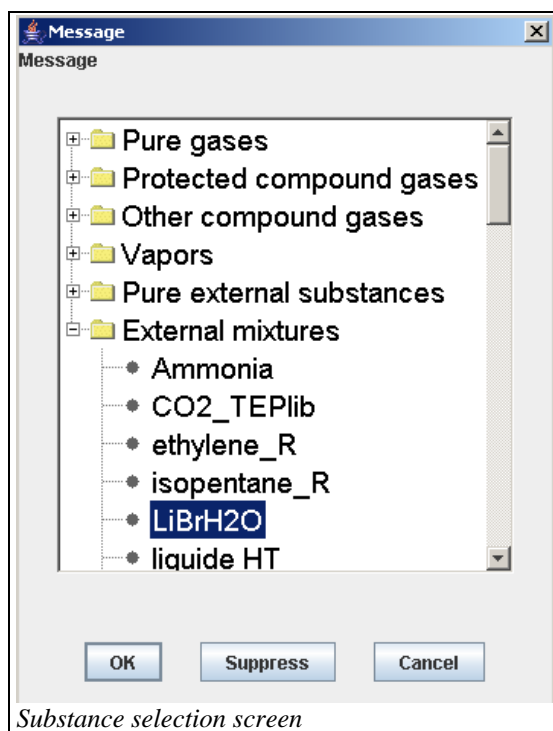 Message
Message
Pure gases
Protected compound gases
Other compound gases
Vapors
Pure external substances
External mixtures
Ammonia
CO2_TEPlib
ethylene_R
isopentane_R
LiBrH2O
liquide HT
OK Suppress Cancel
Substance selection screen